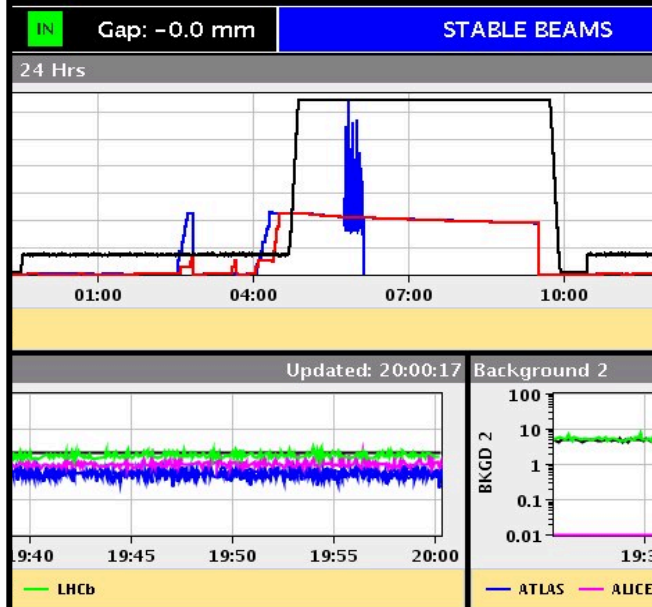 IN Gap: -0.0 mm STABLE BEAMS
24 Hrs
01:00 04:00 07:00 10:00
Updated: 20:00:17 Background 2
100
10
BKGD 2
1
0.1
0.01
19:40 19:45 19:50 19:55 20:00
LHCb ATLAS ALICE